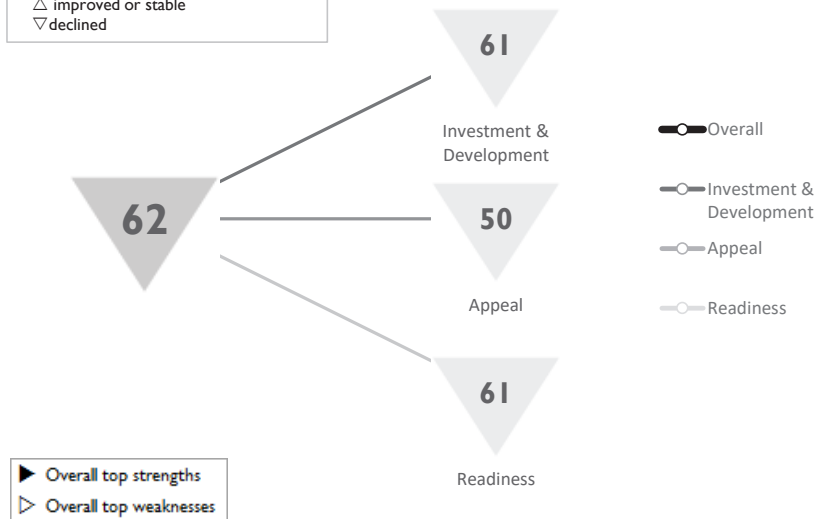 △ improved or stable
▽ declined
61
Investment &
Development
62
50
Appeal
61
Readiness
Overall
Investment &
Development
Appeal
Readiness
▶ Overall top strengths
▷ Overall top weaknesses